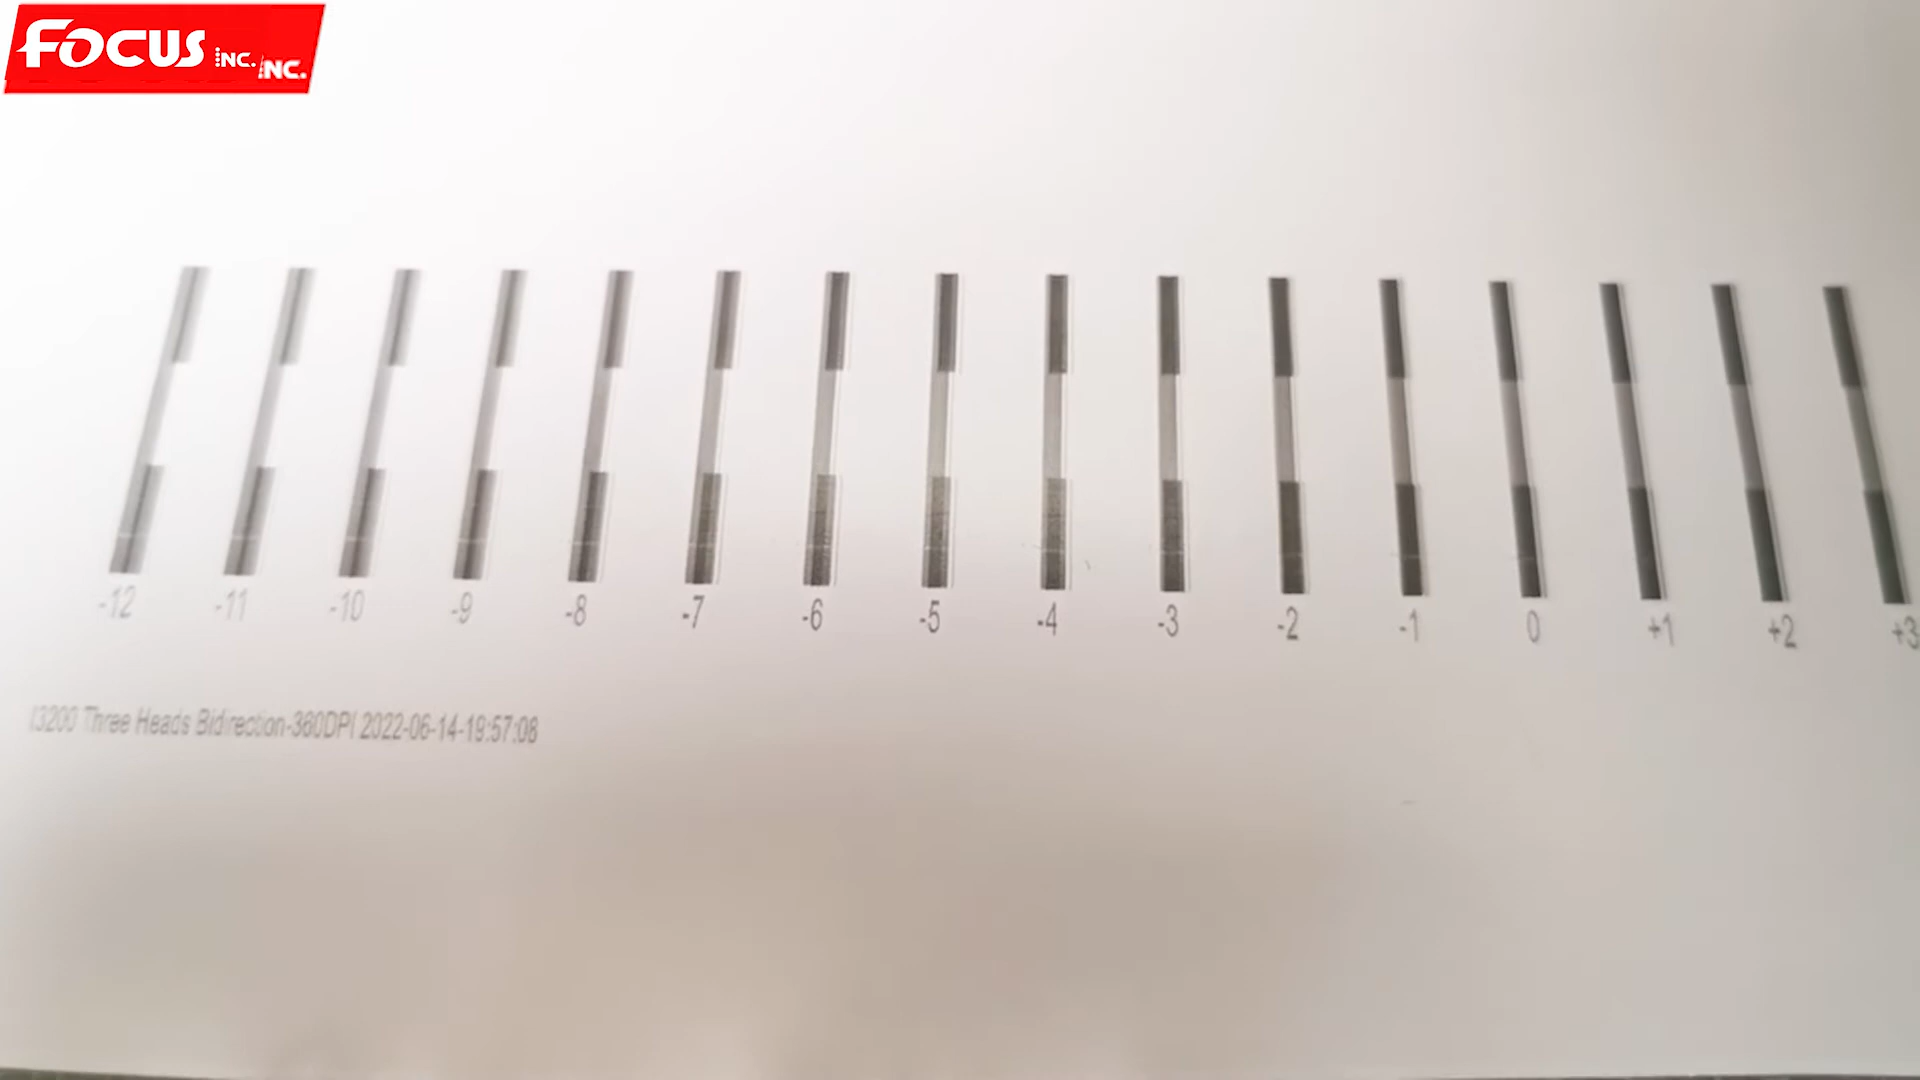 FOCUS INC. INC.
-12 -11 -10 -9 -8 -7 -6 -5 -4 -3 -2 -1 0 +1 +2 +3
I3200 Three Heads Bidirection-360DPI 2022-06-14-19:57:08